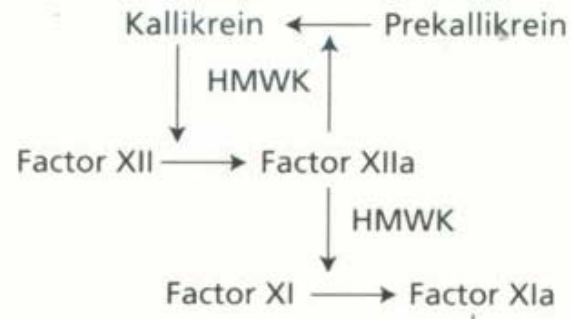 Kallikrein Prekallikrein
HMWK
Factor XII Factor XIIa
HMWK
Factor XI Factor XIa